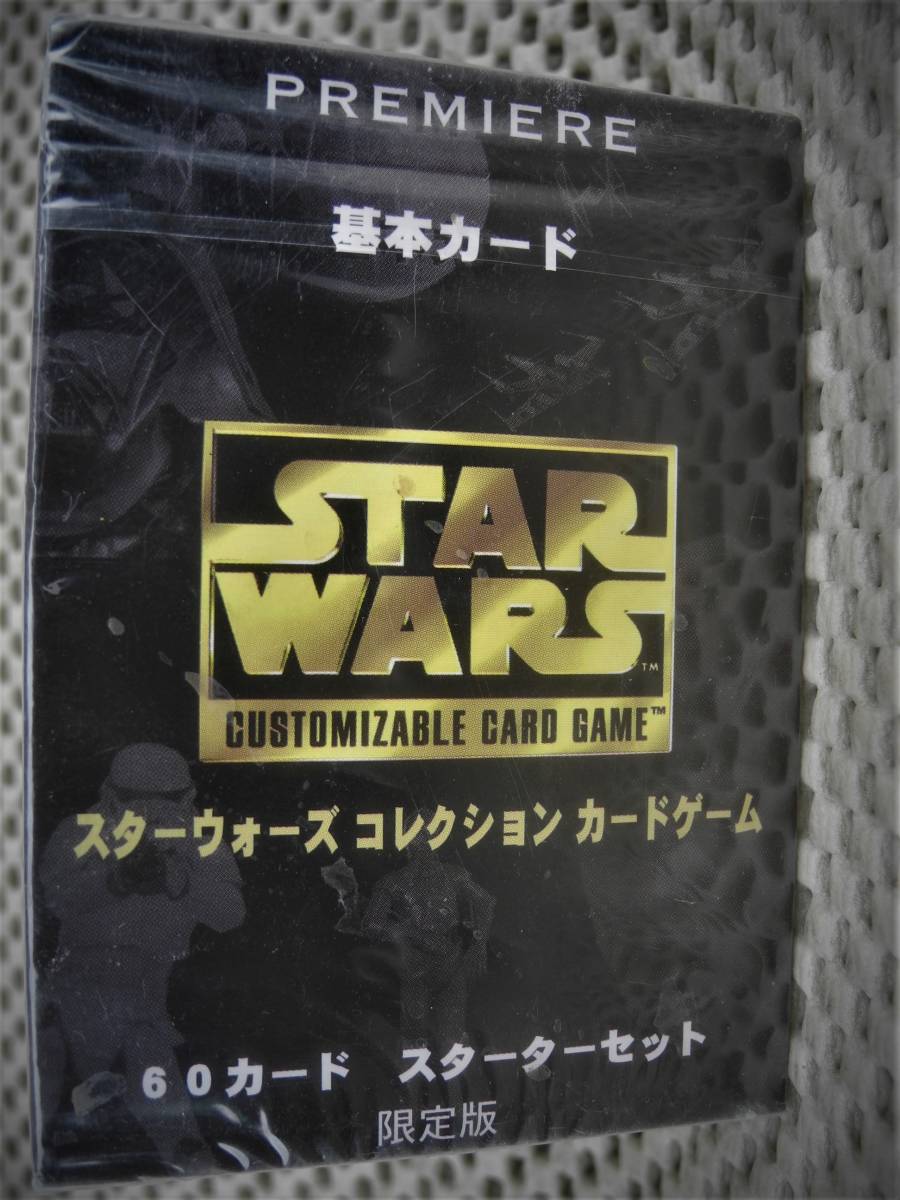 PREMIERE
基本カード
STAR
WARS™
CUSTOMIZABLE CARD GAME™
スターウォーズ コレクション カードゲーム
60カード スターターセット
限定版